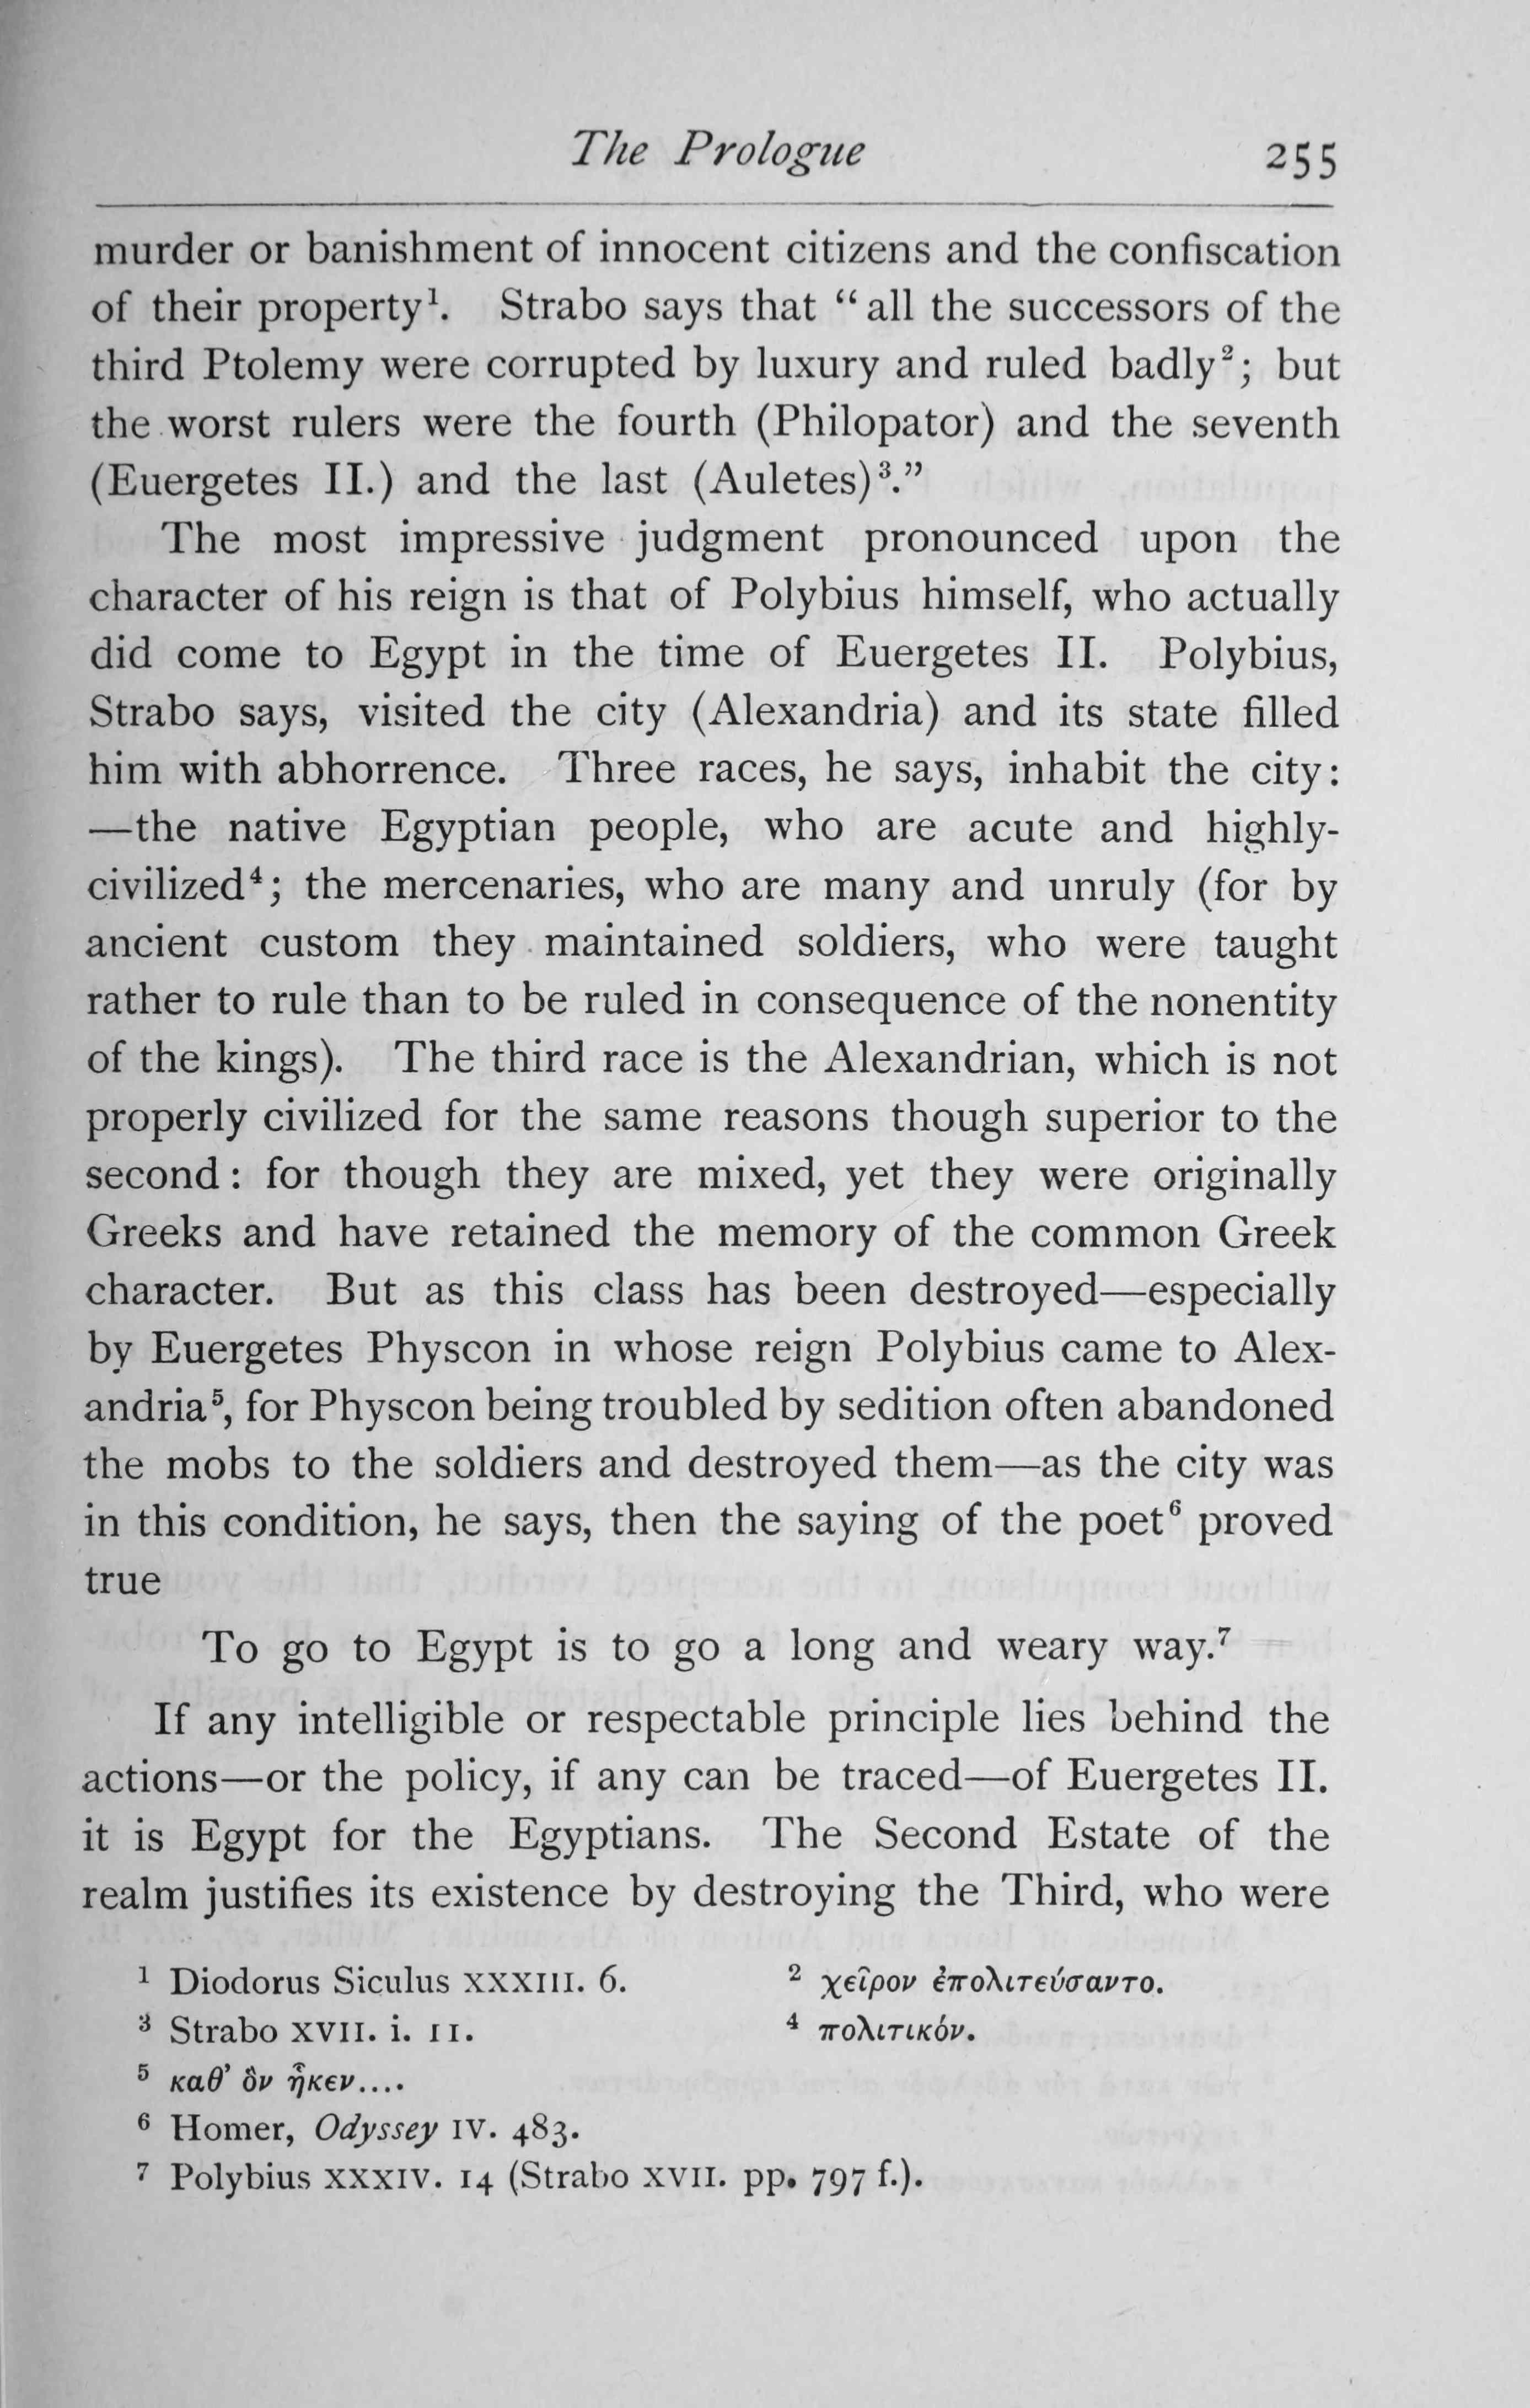 The Prologue 255
murder or banishment of innocent citizens and the confiscation
of their property¹. Strabo says that “all the successors of the
third Ptolemy were corrupted by luxury and ruled badly²; but
the worst rulers were the fourth (Philopator) and the seventh
(Euergetes II.) and the last (Auletes)³.”
The most impressive judgment pronounced upon the
character of his reign is that of Polybius himself, who actually
did come to Egypt in the time of Euergetes II. Polybius,
Strabo says, visited the city (Alexandria) and its state filled
him with abhorrence. Three races, he says, inhabit the city:
—the native Egyptian people, who are acute and highly-
civilized⁴; the mercenaries, who are many and unruly (for by
ancient custom they maintained soldiers, who were taught
rather to rule than to be ruled in consequence of the nonentity
of the kings). The third race is the Alexandrian, which is not
properly civilized for the same reasons though superior to the
second: for though they are mixed, yet they were originally
Greeks and have retained the memory of the common Greek
character. But as this class has been destroyed—especially
by Euergetes Physcon in whose reign Polybius came to Alex-
andria⁵, for Physcon being troubled by sedition often abandoned
the mobs to the soldiers and destroyed them—as the city was
in this condition, he says, then the saying of the poet⁶ proved
true
To go to Egypt is to go a long and weary way.⁷
If any intelligible or respectable principle lies behind the
actions—or the policy, if any can be traced—of Euergetes II.
it is Egypt for the Egyptians. The Second Estate of the
realm justifies its existence by destroying the Third, who were
¹ Diodorus Siculus XXXIII. 6. ² χεῖρον ἐπολιτεύσαντο.
³ Strabo XVII. i. 11. ⁴ πολιτικόν.
⁵ καθ’ ὃν ἧκεν....
⁶ Homer, Odyssey IV. 483.
⁷ Polybius XXXIV. 14 (Strabo XVII. pp. 797 f.).